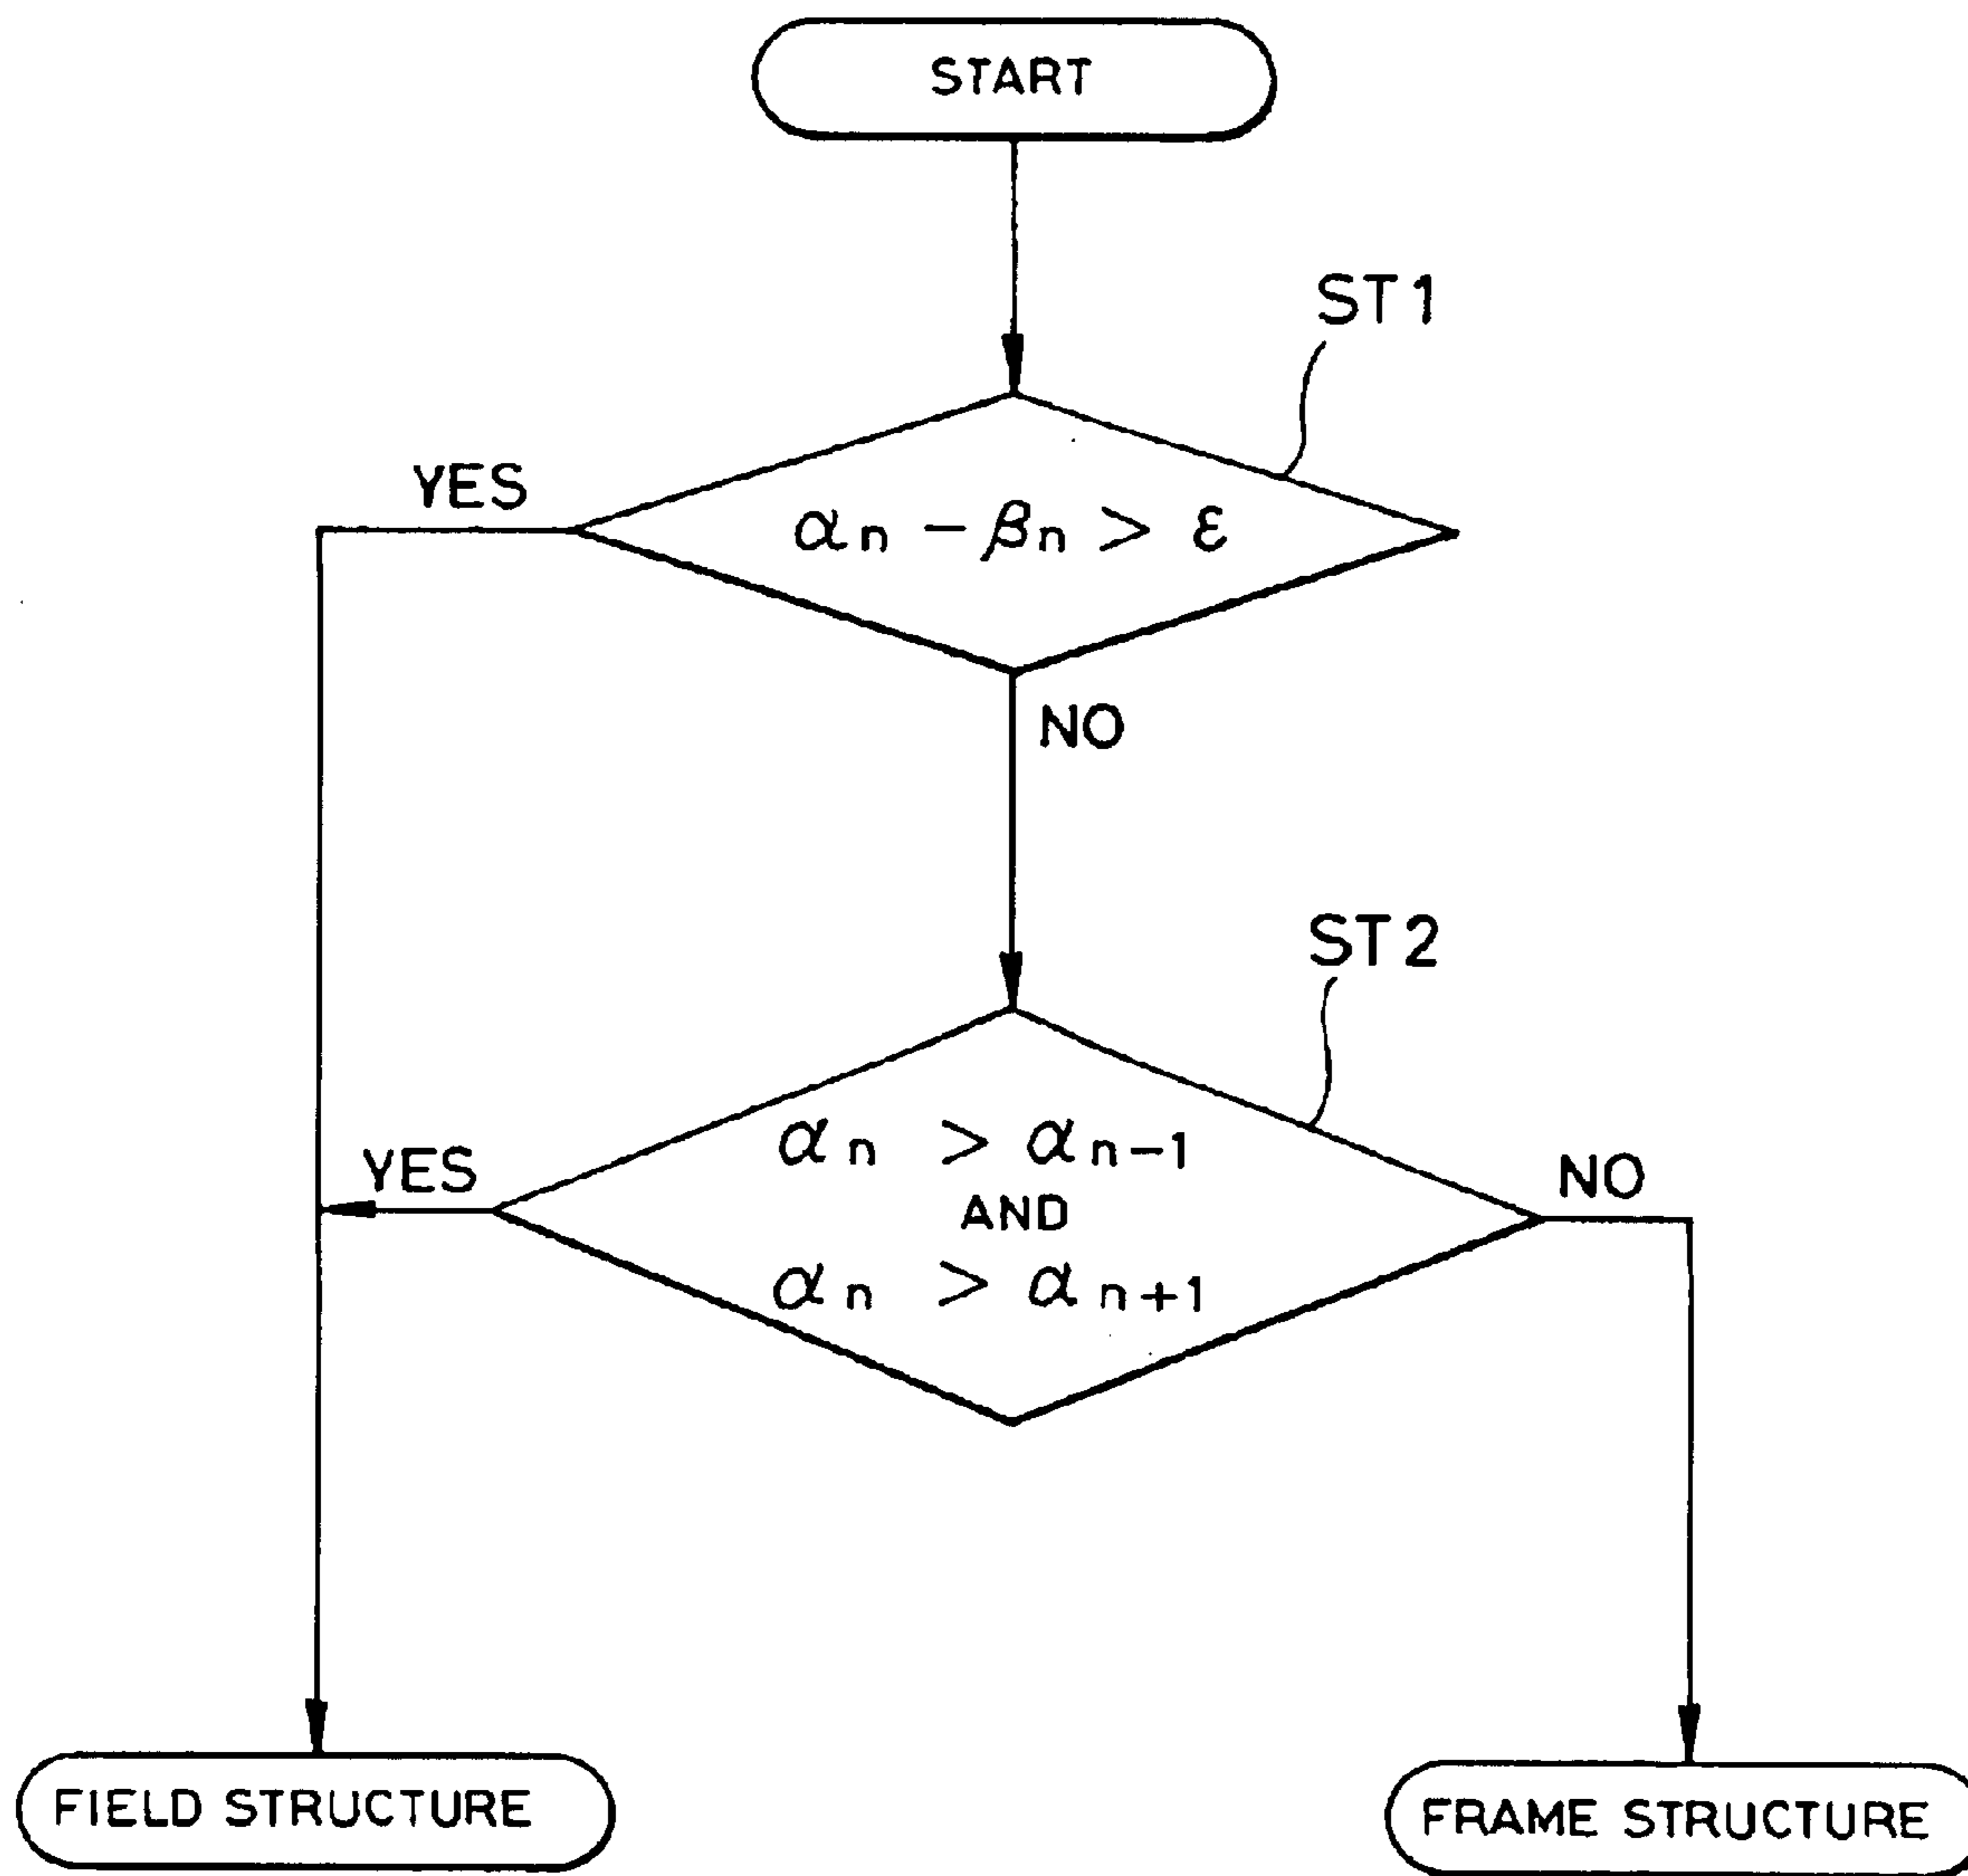 START
ST1
YES
αn − βn > ε
NO
ST2
αn > αn−1
YES
NO
AND
αn > αn+1
FIELD STRUCTURE
FRAME STRUCTURE